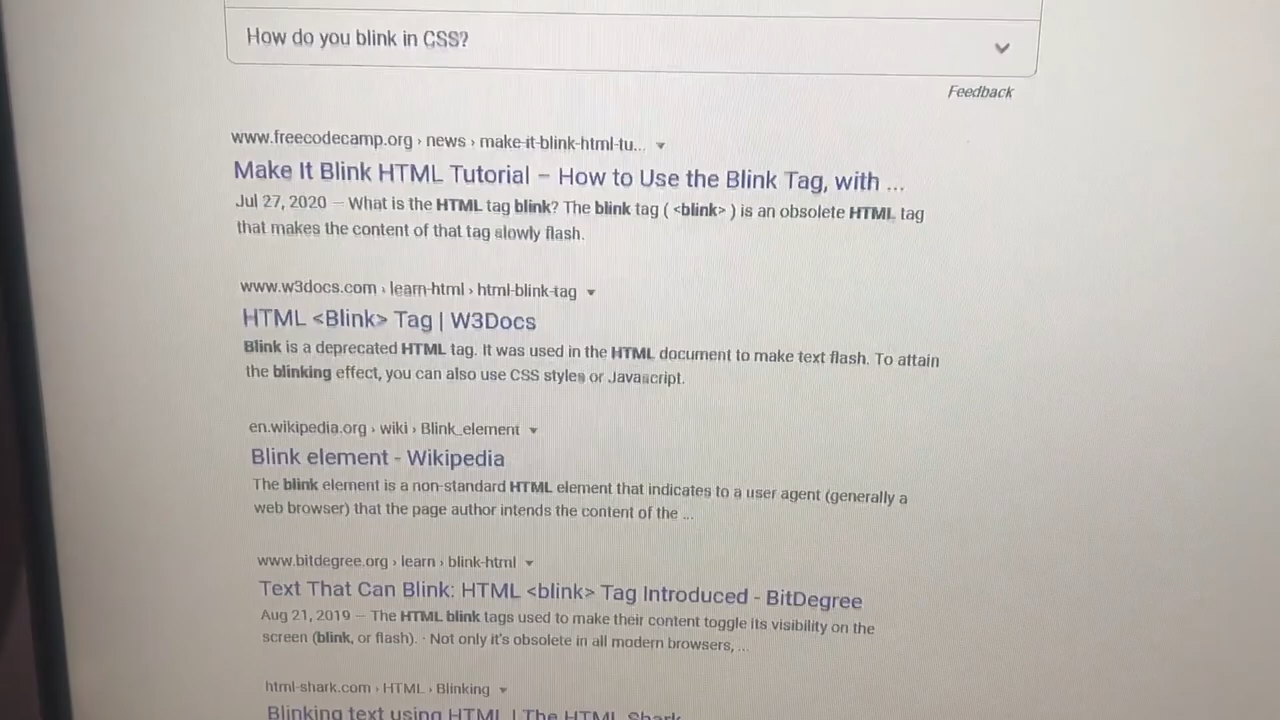 How do you blink in CSS?
Feedback
www.freecodecamp.org › news › make-it-blink-html-tu...
Make It Blink HTML Tutorial – How to Use the Blink Tag, with ...
Jul 27, 2020 — What is the HTML tag blink? The blink tag ( <blink> ) is an obsolete HTML tag
that makes the content of that tag slowly flash.
www.w3docs.com › learn-html › html-blink-tag
HTML <Blink> Tag | W3Docs
Blink is a deprecated HTML tag. It was used in the HTML document to make text flash. To attain
the blinking effect, you can also use CSS styles or Javascript.
en.wikipedia.org › wiki › Blink_element
Blink element - Wikipedia
The blink element is a non-standard HTML element that indicates to a user agent (generally a
web browser) that the page author intends the content of the ...
www.bitdegree.org › learn › blink-html
Text That Can Blink: HTML <blink> Tag Introduced - BitDegree
Aug 21, 2019 — The HTML blink tags used to make their content toggle its visibility on the
screen (blink, or flash). · Not only it's obsolete in all modern browsers, ...
html-shark.com › HTML › Blinking
Blinking text using HTML | The HTML Shark